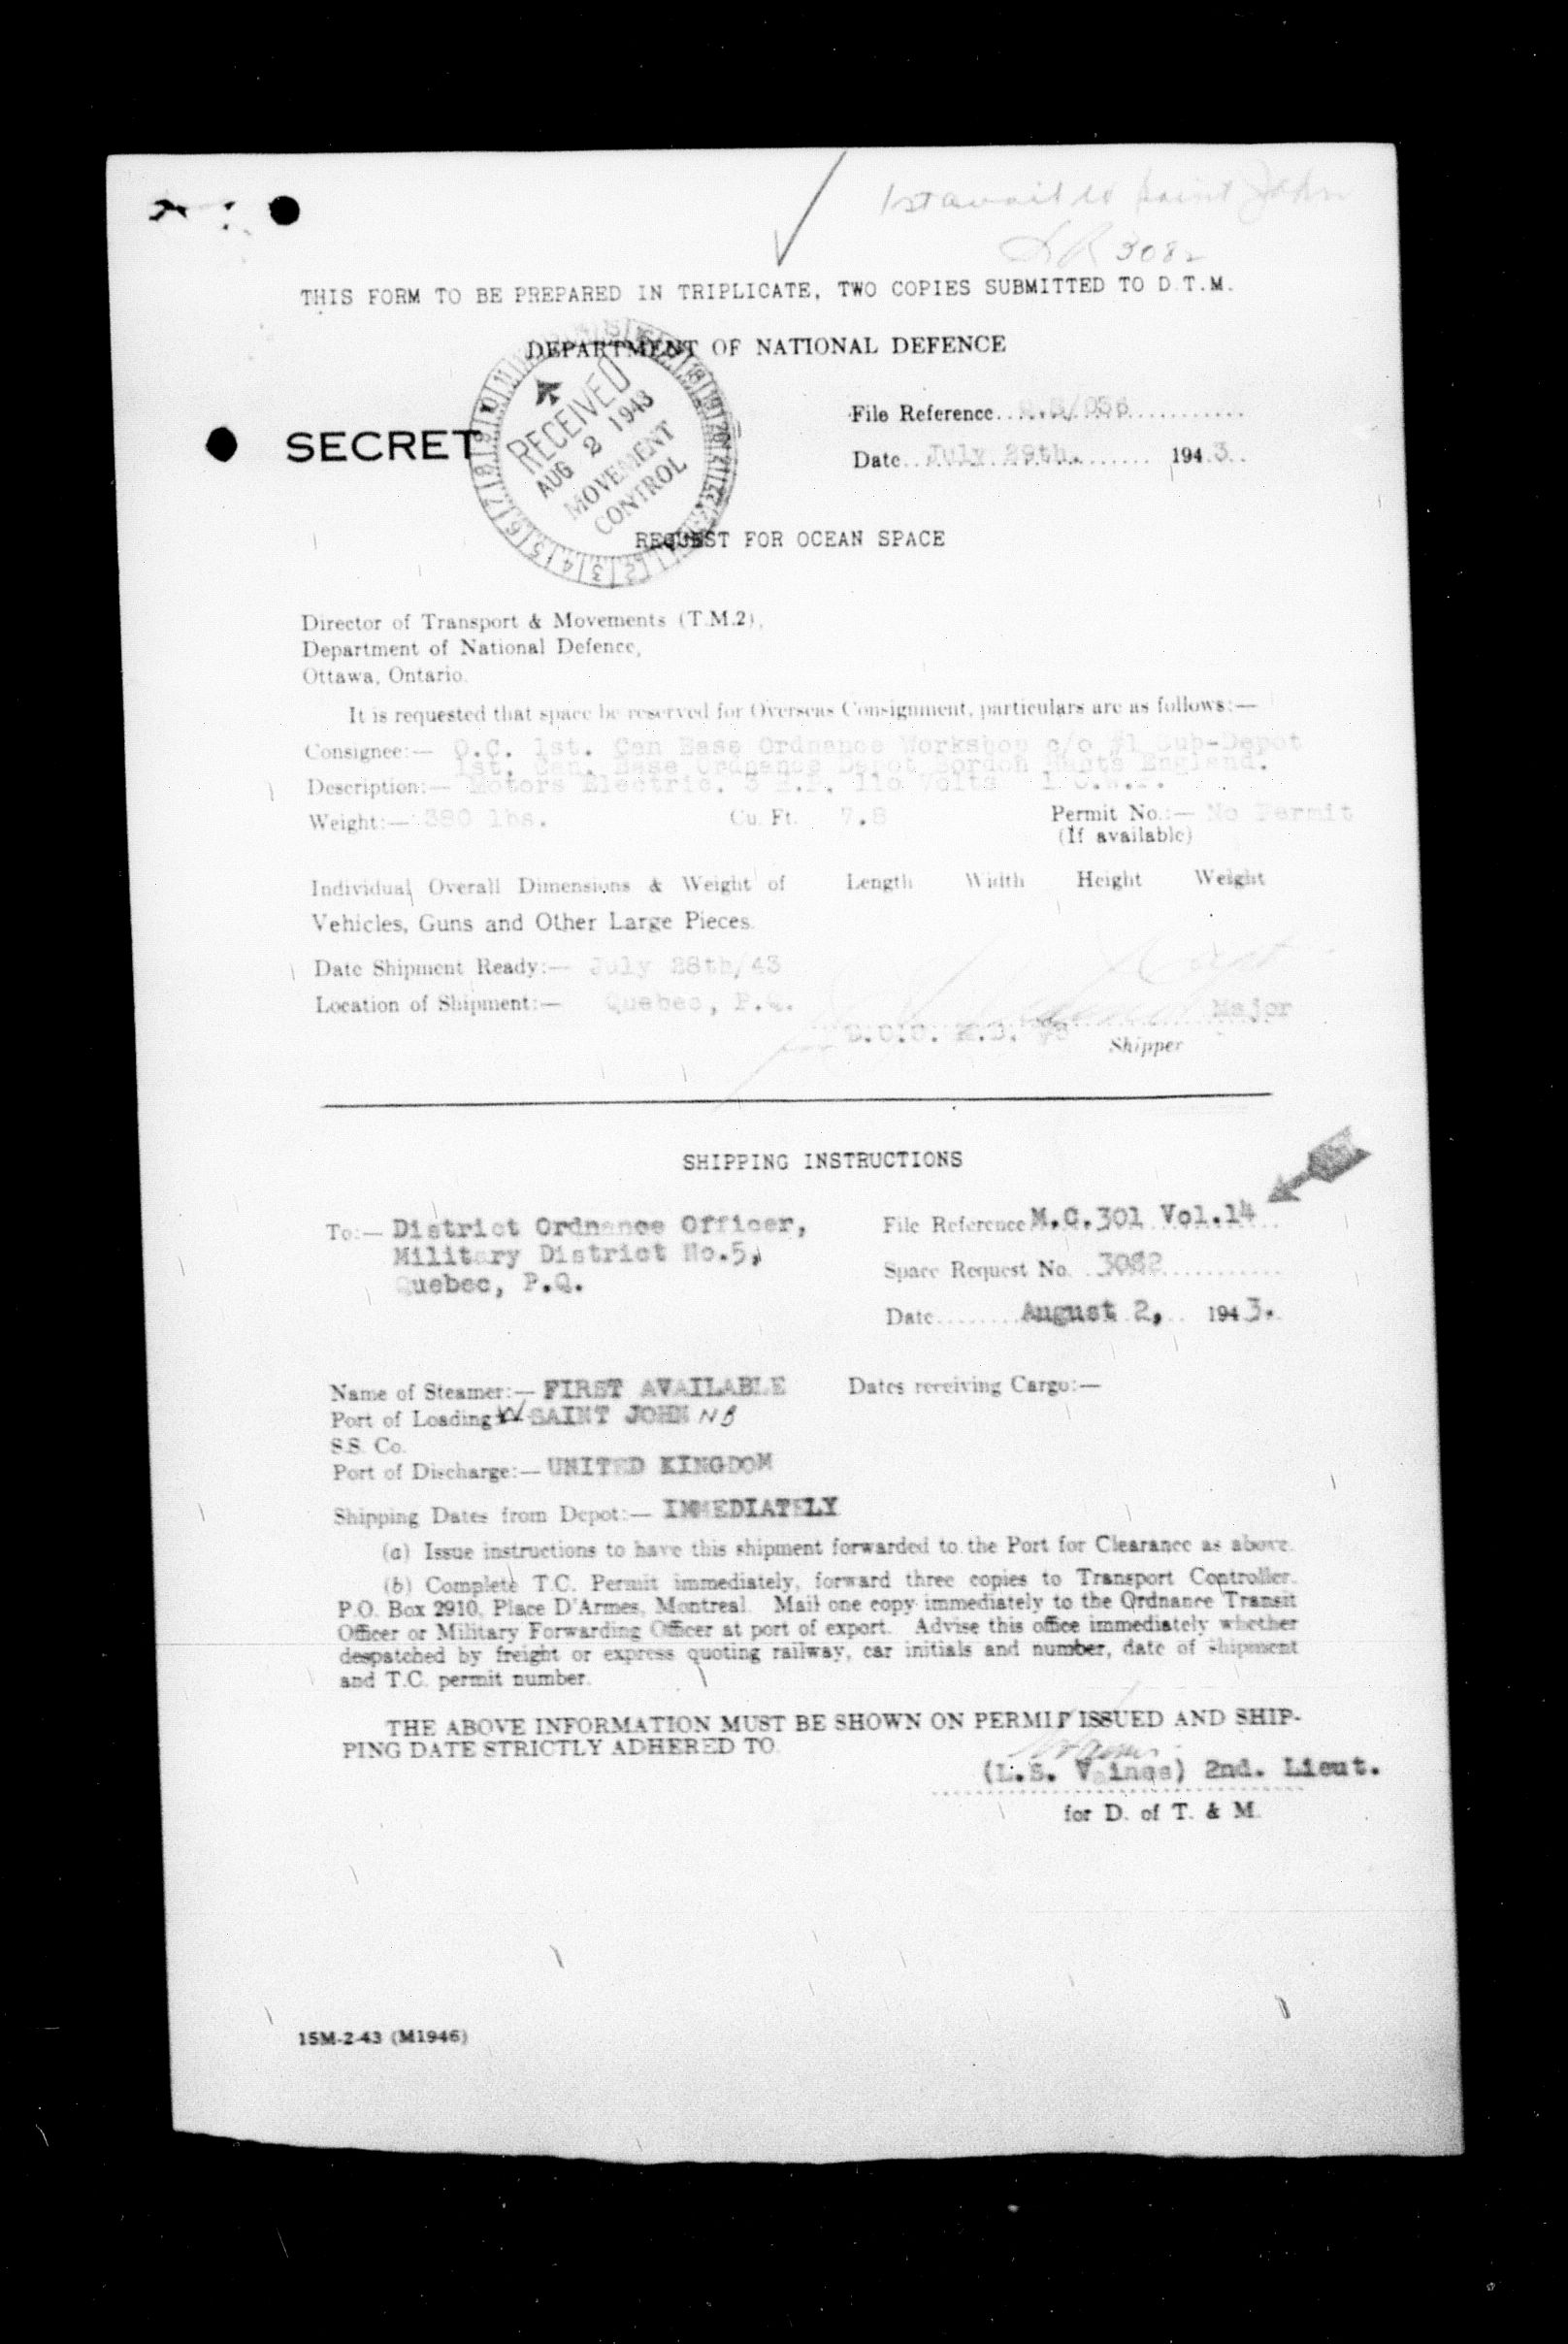 1st avail to Saint John
SR 3082
THIS FORM TO BE PREPARED IN TRIPLICATE, TWO COPIES SUBMITTED TO D.T.M.
DEPARTMENT OF NATIONAL DEFENCE
File Reference
SECRET
RECEIVED
AUG 2 1943
MOVEMENT
CONTROL
Date July 29th. 1943
REQUEST FOR OCEAN SPACE
Director of Transport & Movements (T.M.2),
Department of National Defence,
Ottawa, Ontario.
It is requested that space be reserved for Overseas Consignment, particulars are as follows:—
Consignee:— O.C. 1st. Can Base Ordnance Workshop c/o #1 Sub-Depot
1st. Can. Base Ordnance Depot Bordon Hants England.
Description:— Motors Electric. 3 H.P. 110 Volts 1
Weight:— 380 lbs. Cu. Ft. 7.8 Permit No.:— No Permit
(If available)
Individual Overall Dimensions & Weight of Length Width Height Weight
Vehicles, Guns and Other Large Pieces.
Date Shipment Ready:— July 28th/43
Location of Shipment:— Quebec, P.Q.
Major
D.O.O. M.D. #5 Shipper
SHIPPING INSTRUCTIONS
To:— District Ordnance Officer,
Military District No.5,
Quebec, P.Q.
File Reference M.C.301 Vol.14
Space Request No. 3082
Date August 2, 1943.
Name of Steamer:— FIRST AVAILABLE Dates receiving Cargo:—
Port of Loading W SAINT JOHN NB
S.S. Co.
Port of Discharge:— UNITED KINGDOM
Shipping Dates from Depot:— IMMEDIATELY
(a) Issue instructions to have this shipment forwarded to the Port for Clearance as above.
(b) Complete T.C. Permit immediately, forward three copies to Transport Controller.
P.O. Box 2910, Place D'Armes, Montreal. Mail one copy immediately to the Ordnance Transit
Officer or Military Forwarding Officer at port of export. Advise this office immediately whether
despatched by freight or express quoting railway, car initials and number, date of shipment
and T.C. permit number.
THE ABOVE INFORMATION MUST BE SHOWN ON PERMIT ISSUED AND SHIP-
PING DATE STRICTLY ADHERED TO.
(L.S. Vaines) 2nd. Lieut.
for D. of T. & M.
15M-2-43 (M1946)